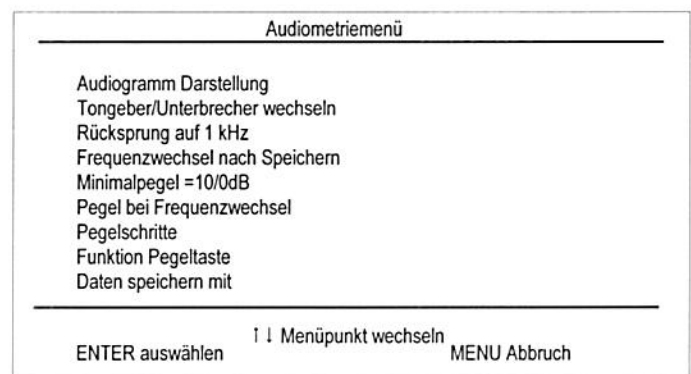 Audiometriemenü
Audiogramm Darstellung
Tongeber/Unterbrecher wechseln
Rücksprung auf 1 kHz
Frequenzwechsel nach Speichern
Minimalpegel =10/0dB
Pegel bei Frequenzwechsel
Pegelschritte
Funktion Pegeltaste
Daten speichern mit
↑↓ Menüpunkt wechseln
ENTER auswählen MENU Abbruch